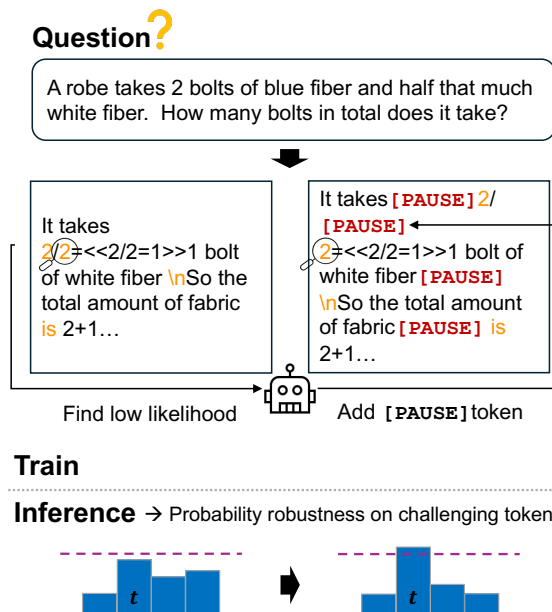 Question?
A robe takes 2 bolts of blue fiber and half that much
white fiber. How many bolts in total does it take?
It takes
2/2=<<2/2=1>>1 bolt
of white fiber \nSo the
total amount of fabric
is 2+1…
It takes[PAUSE]2/
[PAUSE]
2=<<2/2=1>>1 bolt of
white fiber[PAUSE]
\nSo the total amount
of fabric[PAUSE] is
2+1…
Find low likelihood
Add [PAUSE]token
Train
Inference → Probability robustness on challenging token
t
t